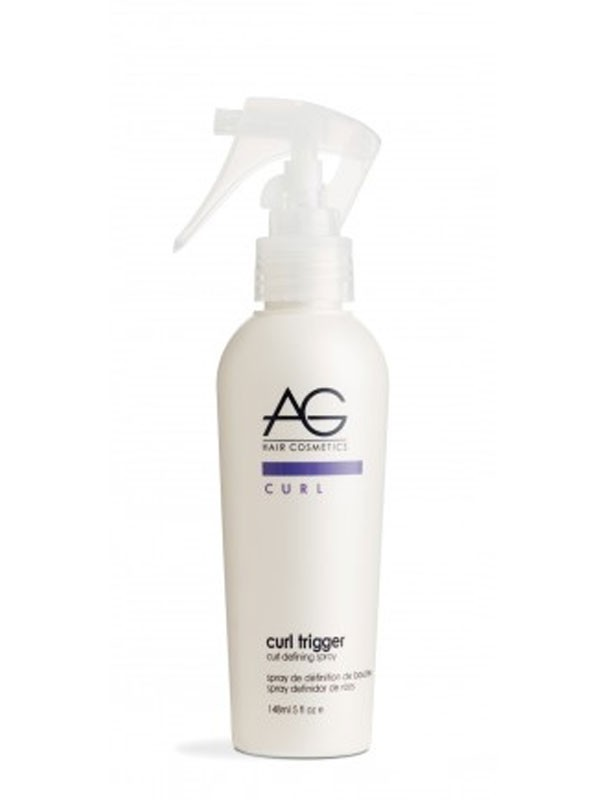 AG
HAIR COSMETICS
CURL
curl trigger
curl defining spray
spray de définition de boucles
spray definidor de rizos
148ml 5 fl oz e